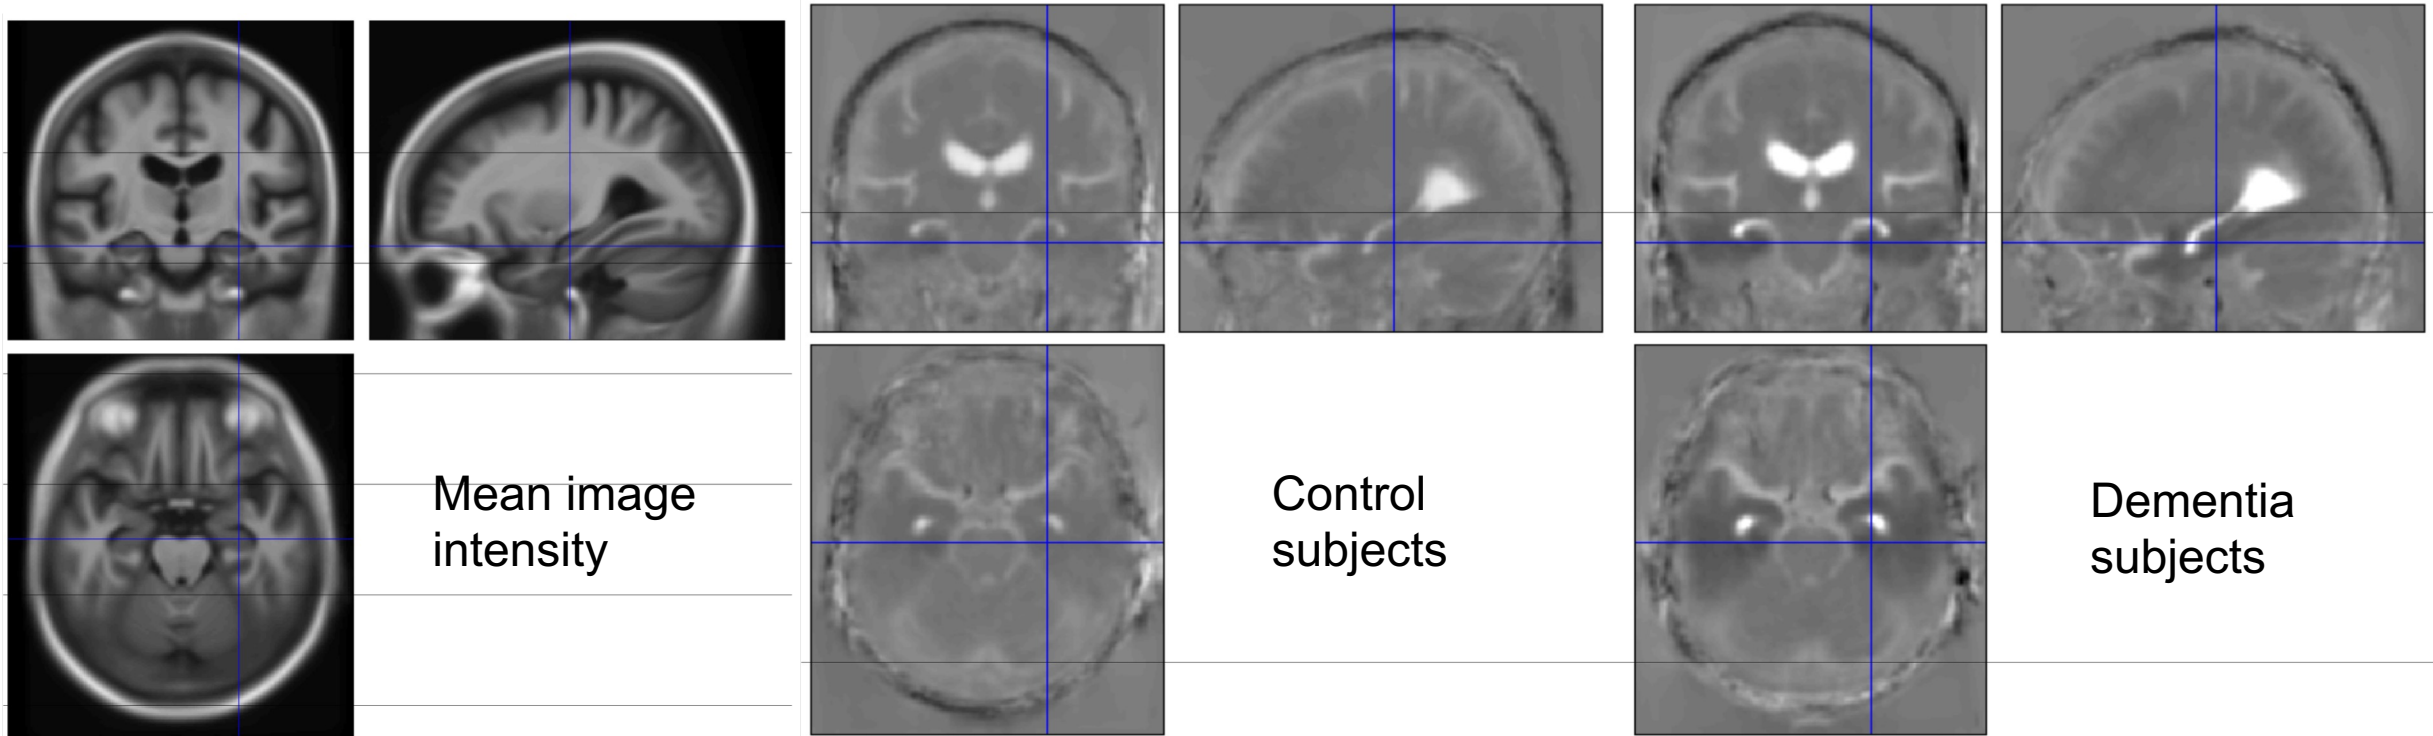 Mean image
intensity
Control
subjects
Dementia
subjects